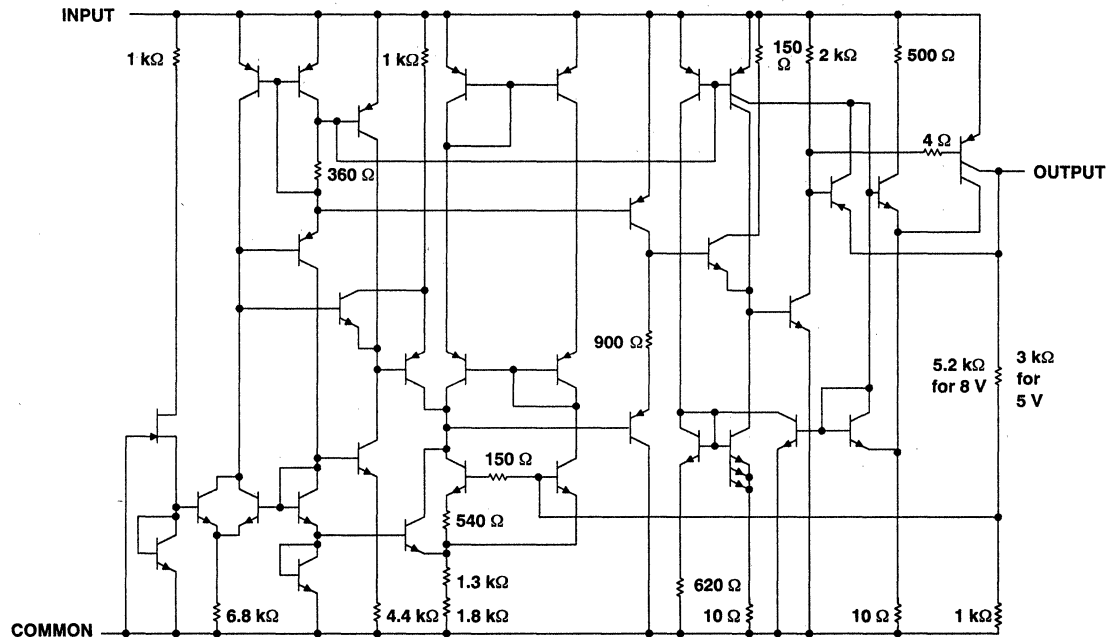 INPUT
1 kΩ
1 kΩ
150
Ω
2 kΩ
500 Ω
4 Ω
OUTPUT
360 Ω
900 Ω
5.2 kΩ
for 8 V
3 kΩ
for
5 V
150 Ω
540 Ω
1.3 kΩ
620 Ω
6.8 kΩ
4.4 kΩ
1.8 kΩ
10 Ω
10 Ω
1 kΩ
COMMON